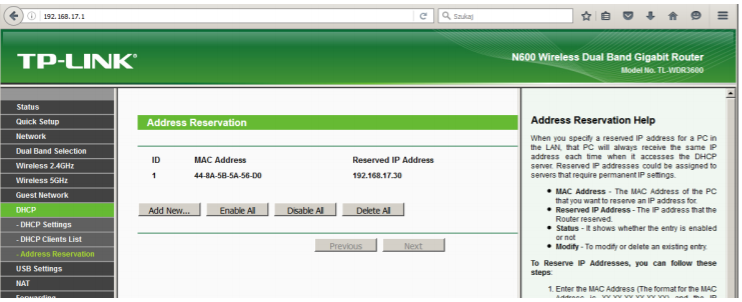 192.168.17.1
Szukaj
TP-LINK®
N600 Wireless Dual Band Gigabit Router
Model No. TL-WDR3600
Status
Quick Setup
Network
Dual Band Selection
Wireless 2.4GHz
Wireless 5GHz
Guest Network
DHCP
- DHCP Settings
- DHCP Clients List
- Address Reservation
USB Settings
NAT
Forwarding
Address Reservation
ID MAC Address Reserved IP Address
1 44-8A-5B-5A-56-D0 192.168.17.30
Add New... Enable All Disable All Delete All
Previous Next
Address Reservation Help
When you specify a reserved IP address for a PC in
the LAN, that PC will always receive the same IP
address each time when it accesses the DHCP
server. Reserved IP addresses could be assigned to
servers that require permanent IP settings.
• MAC Address - The MAC Address of the PC
that you want to reserve an IP address for.
• Reserved IP Address - The IP address that the
Router reserved.
• Status - It shows whether the entry is enabled
or not
• Modify - To modify or delete an existing entry.
To Reserve IP Addresses, you can follow these
steps:
1. Enter the MAC Address (The format for the MAC
Address is XX-XX-XX-XX-XX-XX) and the IP